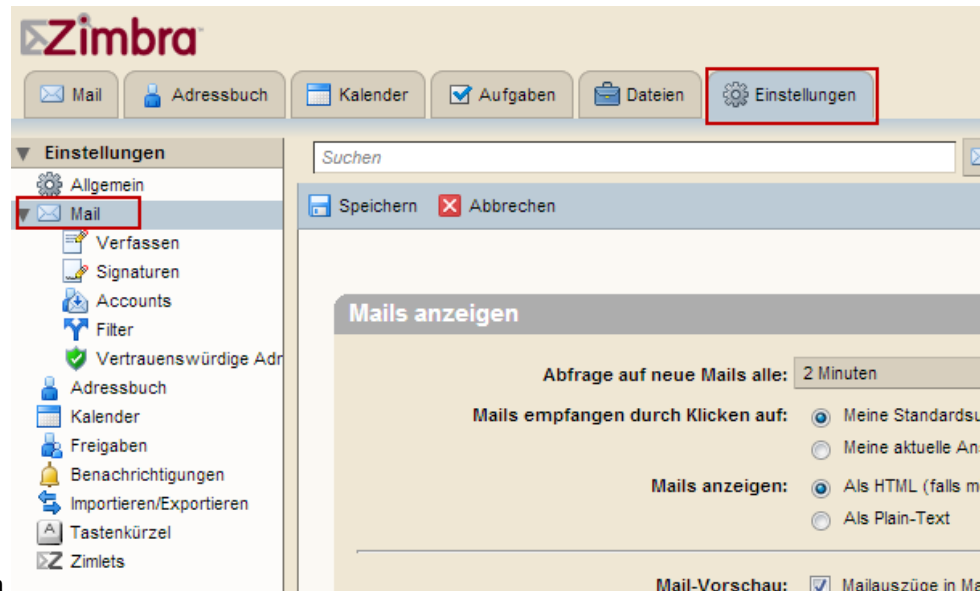 Zimbra
Mail Adressbuch Kalender Aufgaben Dateien Einstellungen
Einstellungen
Allgemein
Mail
Verfassen
Signaturen
Accounts
Filter
Vertrauenswürdige Adr
Adressbuch
Kalender
Freigaben
Benachrichtigungen
Importieren/Exportieren
Tastenkürzel
Zimlets
Suchen
Speichern Abbrechen
Mails anzeigen
Abfrage auf neue Mails alle: 2 Minuten
Mails empfangen durch Klicken auf: Meine Standardsu
Meine aktuelle Ans
Mails anzeigen: Als HTML (falls m
Als Plain-Text
Mail-Vorschau: Mailauszüge in Ma